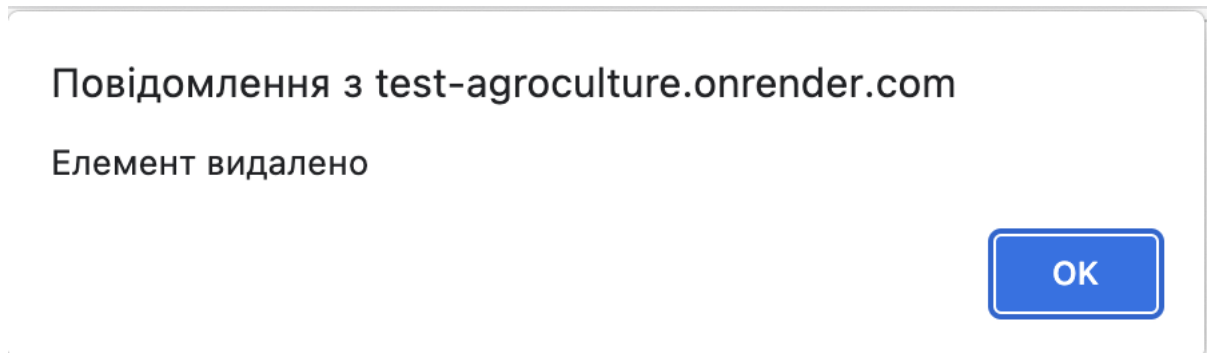 Повідомлення з test-agroculture.onrender.com
Елемент видалено
OK